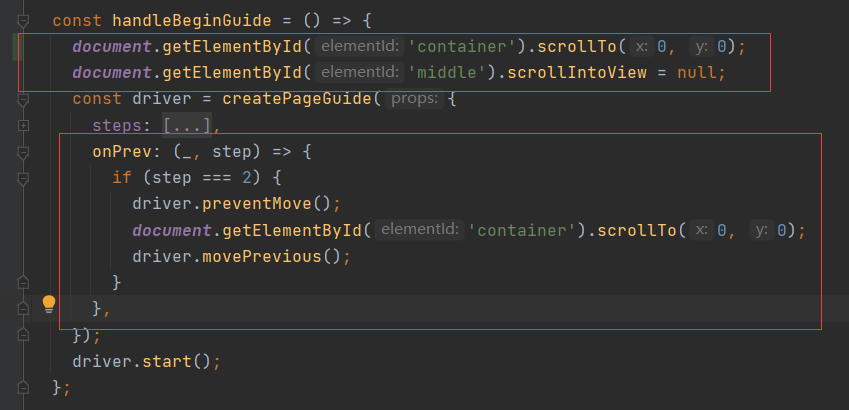 const handleBeginGuide = () => {
document.getElementById( elementId: 'container').scrollTo( x: 0, y: 0);
document.getElementById( elementId: 'middle').scrollIntoView = null;
const driver = createPageGuide( props: {
steps: [...],
onPrev: (_, step) => {
if (step === 2) {
driver.preventMove();
document.getElementById( elementId: 'container').scrollTo( x: 0, y: 0);
driver.movePrevious();
}
},
});
driver.start();
};